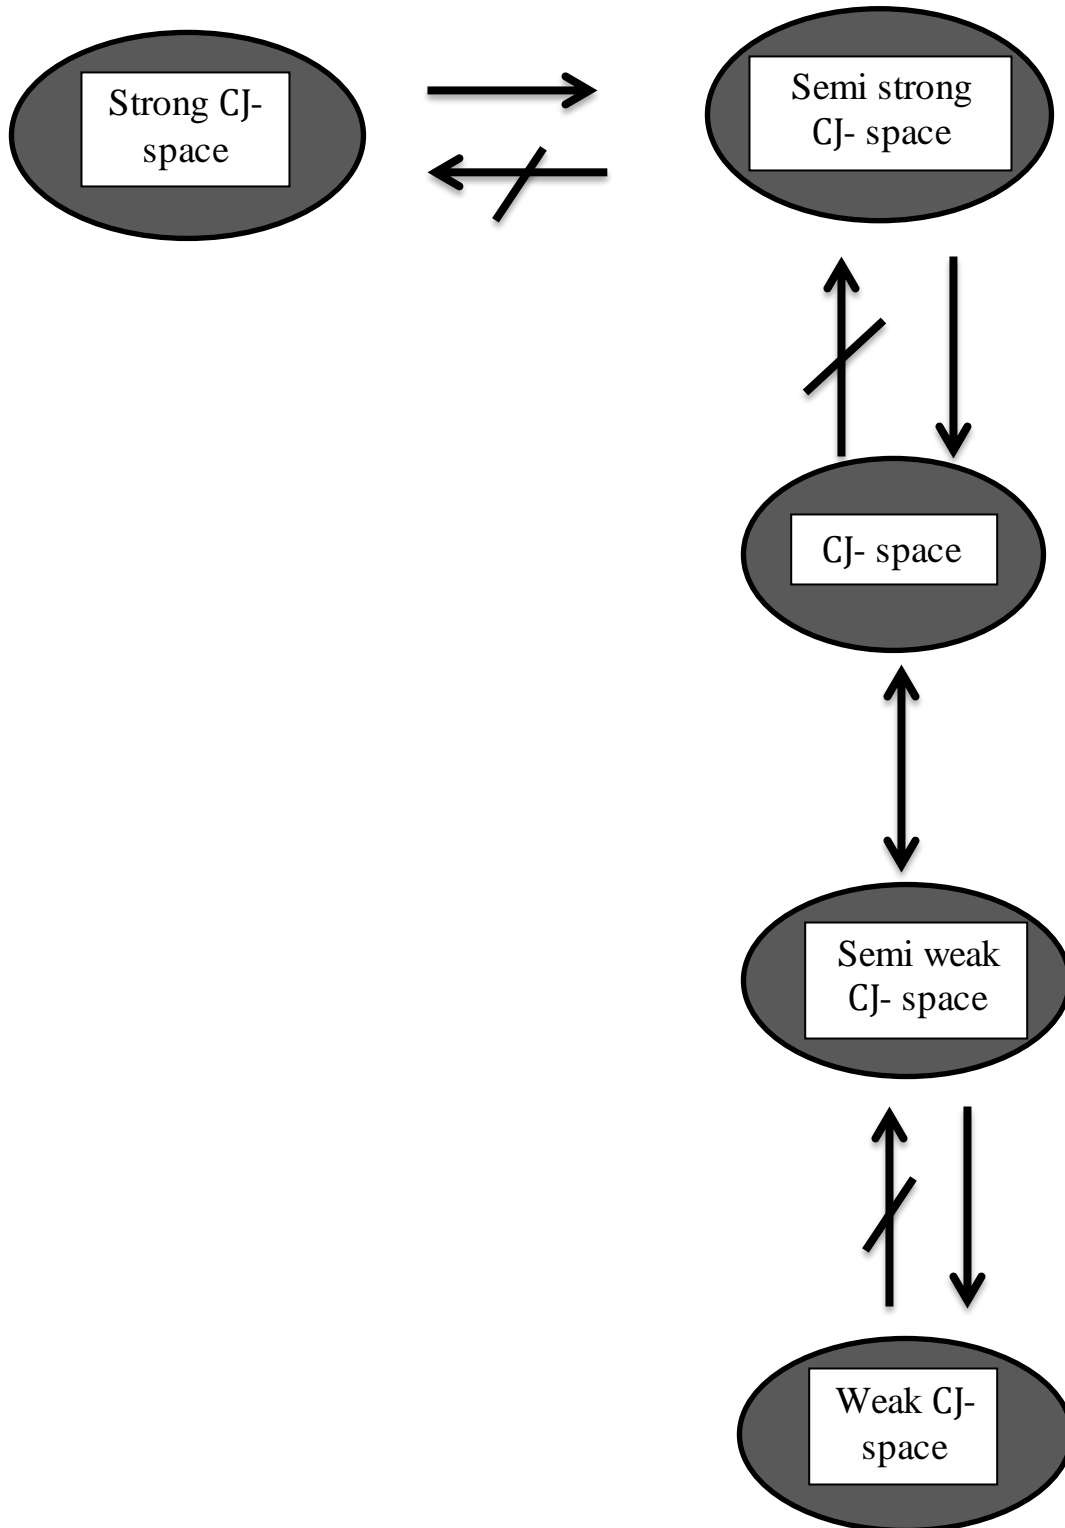 Strong CJ-
space
Semi strong
CJ- space
CJ- space
Semi weak
CJ- space
Weak CJ-
space